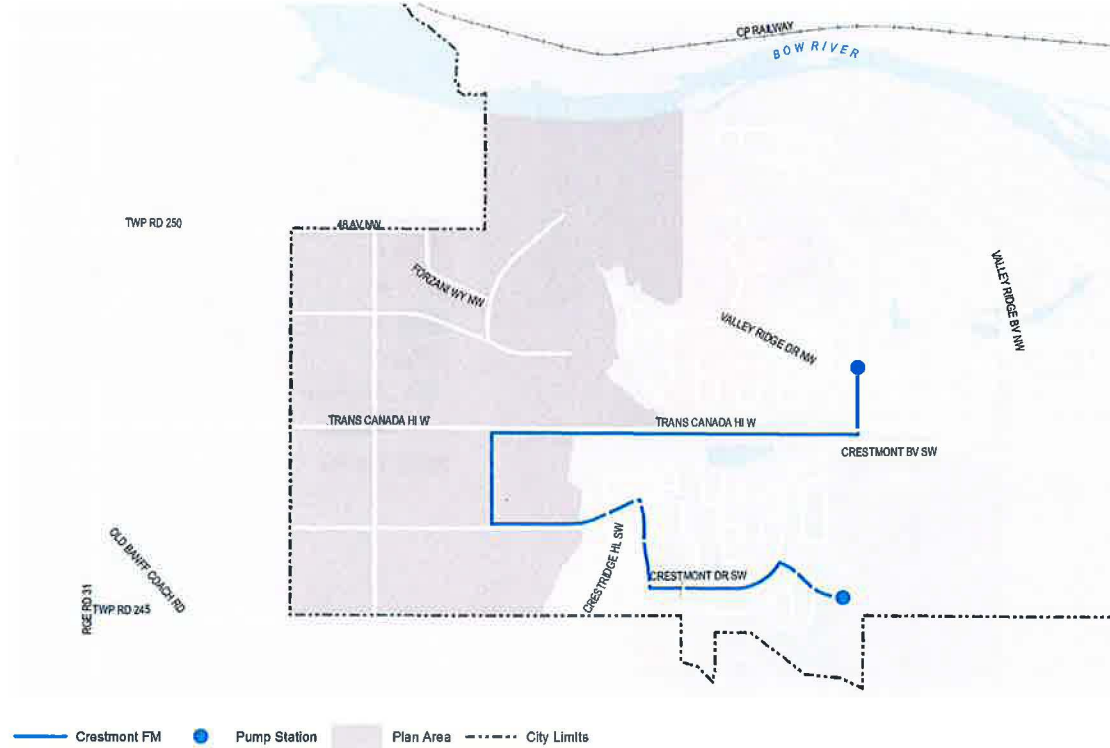 CP RAILWAY
BOW RIVER
TWP RD 250
48 AV NW
FORZANI WY NW
VALLEY RIDGE DR NW
VALLEY RIDGE BV NW
TRANS CANADA HI W
TRANS CANADA HI W
CRESTMONT BV SW
OLD BANFF COACH RD
CRESTRIDGE HL SW
CRESTMONT DR SW
RGE RD 31
TWP RD 245
Crestmont FM
Pump Station
Plan Area
City Limits